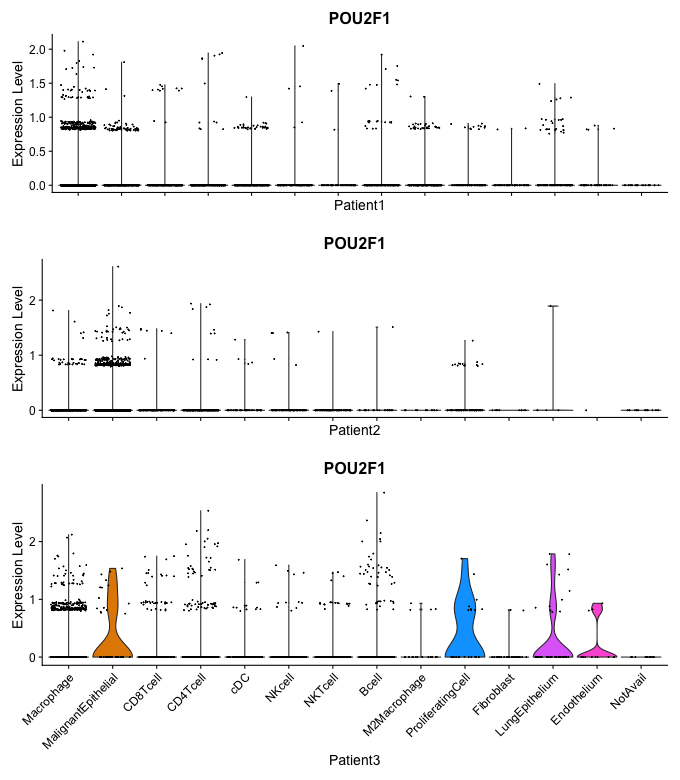 POU2F1
Expression Level
2.0
1.5
1.0
0.5
0.0
Patient1
POU2F1
Expression Level
2
1
0
Patient2
POU2F1
Expression Level
2
1
0
Macrophage
MalignantEpithelial
CD8Tcell
CD4Tcell
cDC
NKcell
NKTcell
Bcell
M2Macrophage
ProliferatingCell
Fibroblast
LungEpithelium
Endothelium
NotAvail
Patient3